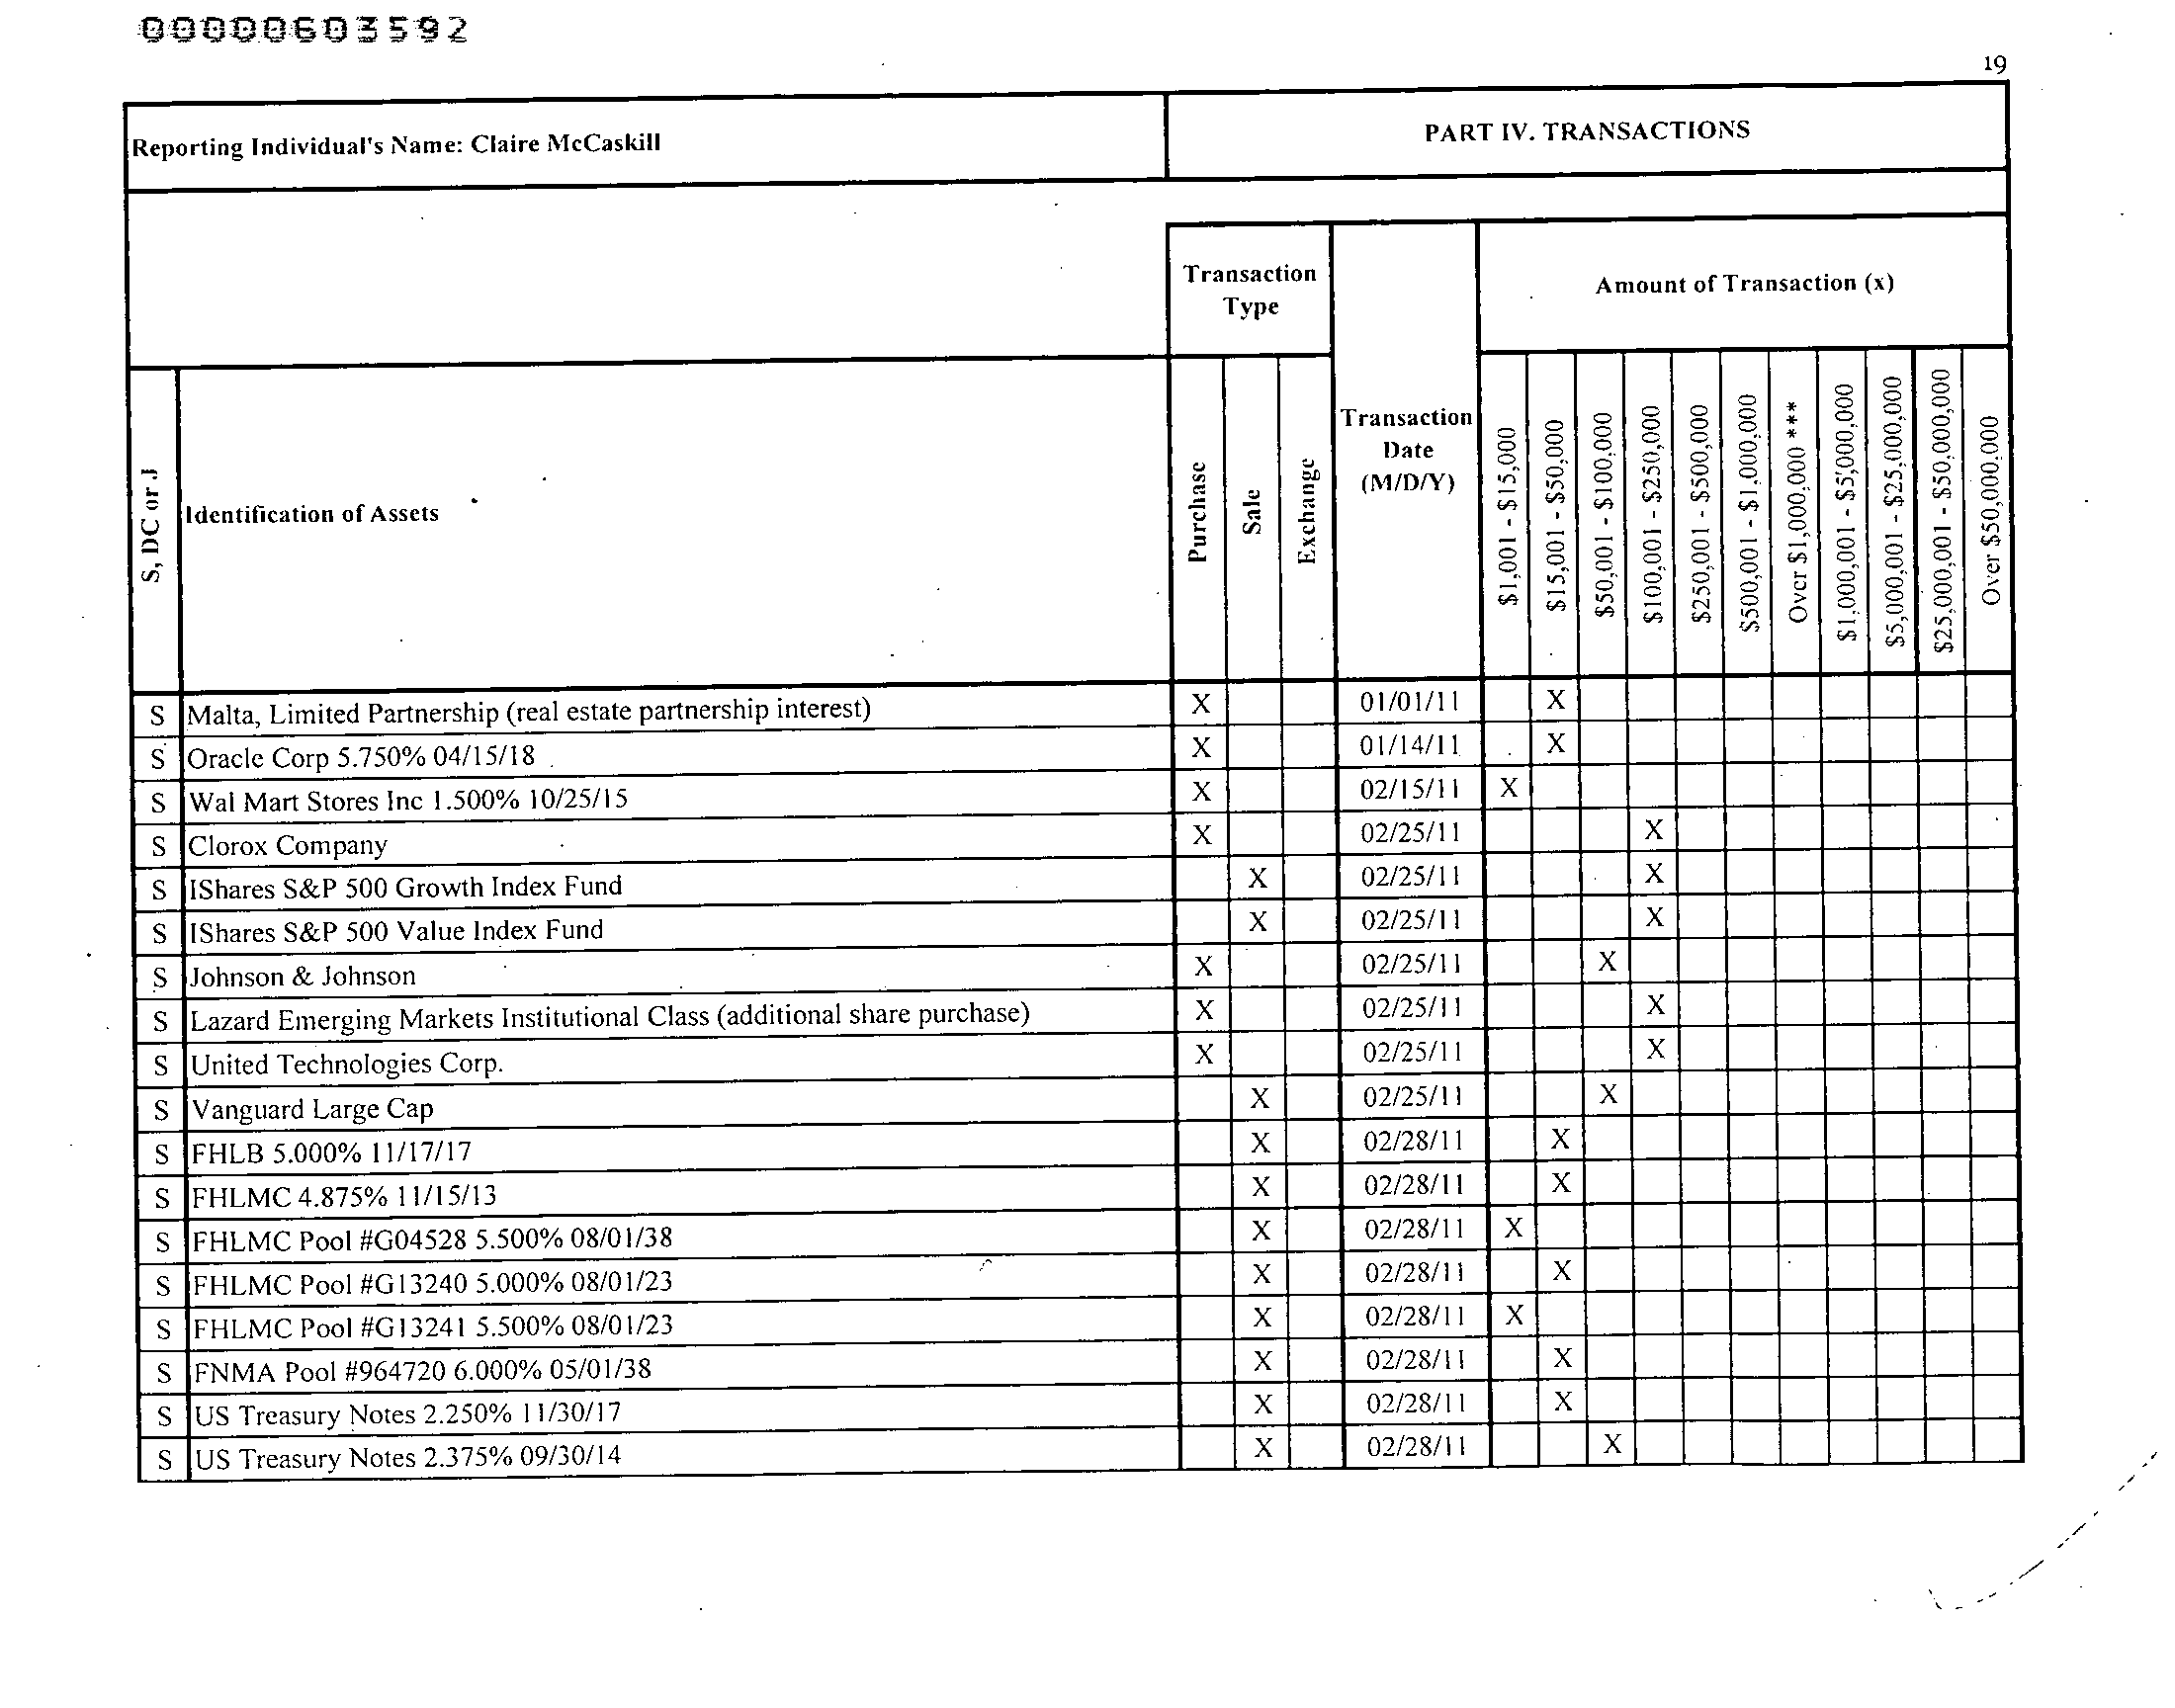 00000603592
19
Reporting Individual's Name: Claire McCaskill
PART IV. TRANSACTIONS
Transaction Type
Amount of Transaction (x)
S, DC or J
Identification of Assets
Purchase
Sale
Exchange
Transaction Date (M/D/Y)
$1,001 - $15,000
$15,001 - $50,000
$50,001 - $100,000
$100,001 - $250,000
$250,001 - $500,000
$500,001 - $1,000,000
Over $1,000,000 ***
$1,000,001 - $5,000,000
$5,000,001 - $25,000,000
$25,000,001 - $50,000,000
Over $50,000,000
S Malta, Limited Partnership (real estate partnership interest) X 01/01/11 X
S Oracle Corp 5.750% 04/15/18 X 01/14/11 X
S Wal Mart Stores Inc 1.500% 10/25/15 X 02/15/11 X
S Clorox Company X 02/25/11 X
S IShares S&P 500 Growth Index Fund X 02/25/11 X
S IShares S&P 500 Value Index Fund X 02/25/11 X
S Johnson & Johnson X 02/25/11 X
S Lazard Emerging Markets Institutional Class (additional share purchase) X 02/25/11 X
S United Technologies Corp. X 02/25/11 X
S Vanguard Large Cap X 02/25/11 X
S FHLB 5.000% 11/17/17 X 02/28/11 X
S FHLMC 4.875% 11/15/13 X 02/28/11 X
S FHLMC Pool #G04528 5.500% 08/01/38 X 02/28/11 X
S FHLMC Pool #G13240 5.000% 08/01/23 X 02/28/11 X
S FHLMC Pool #G13241 5.500% 08/01/23 X 02/28/11 X
S FNMA Pool #964720 6.000% 05/01/38 X 02/28/11 X
S US Treasury Notes 2.250% 11/30/17 X 02/28/11 X
S US Treasury Notes 2.375% 09/30/14 X 02/28/11 X